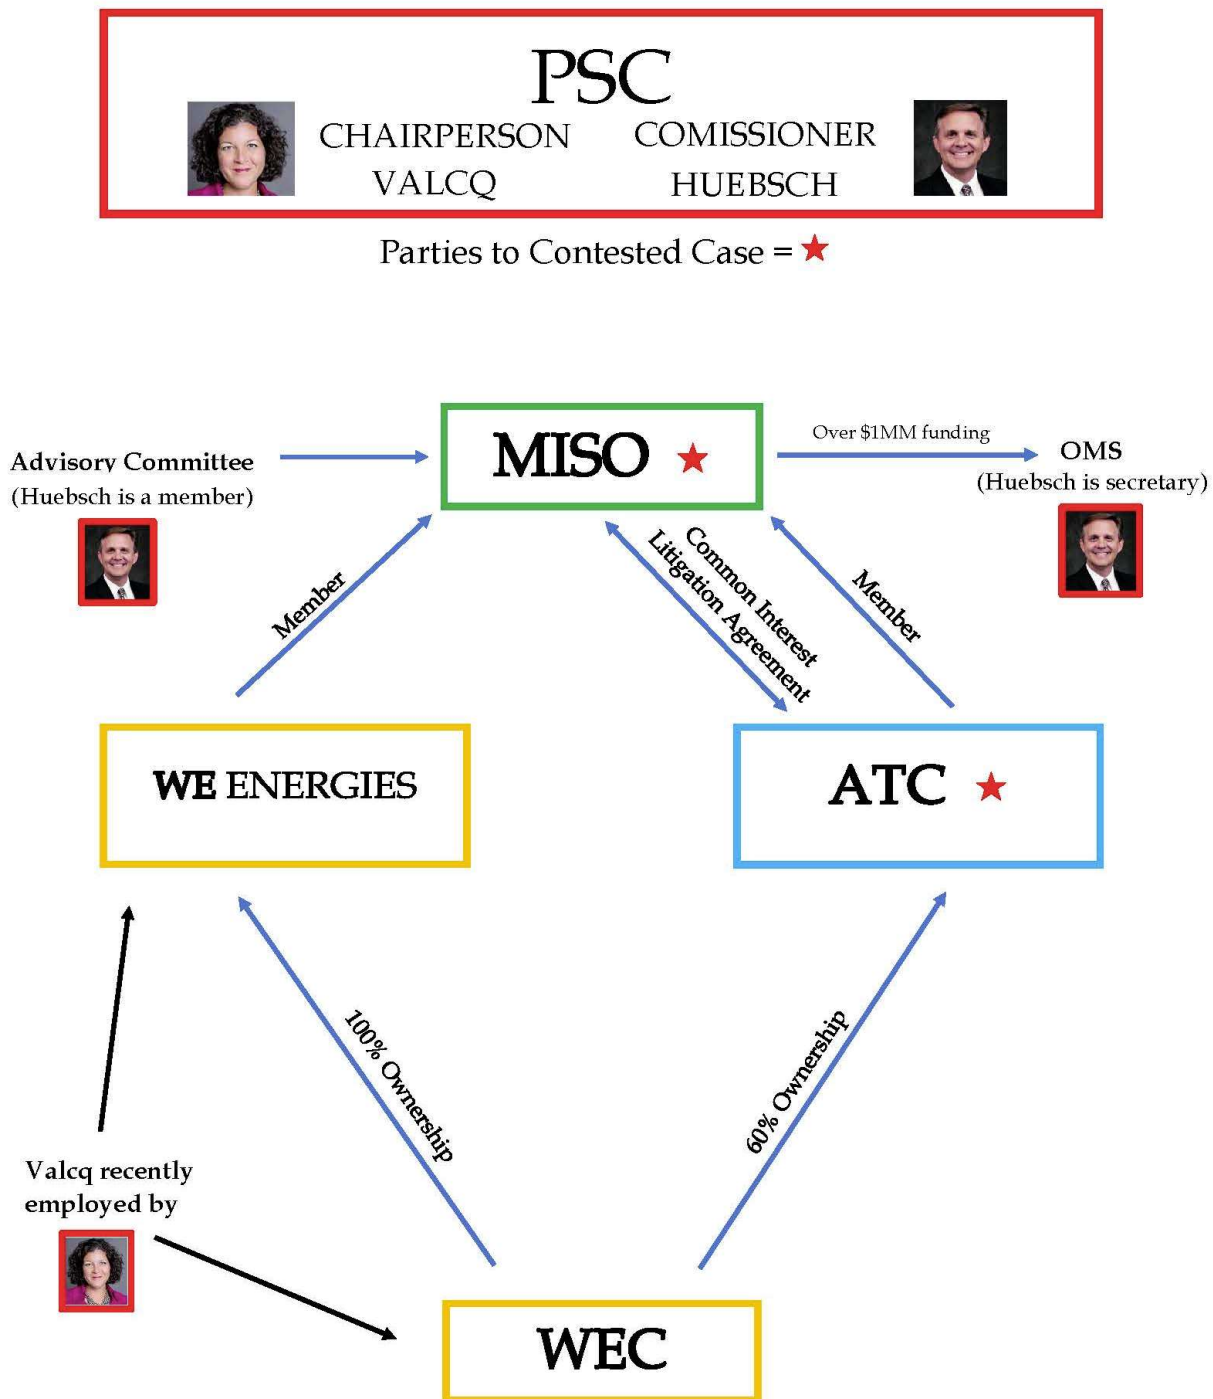 PSC
CHAIRPERSON
VALCQ
COMISSIONER
HUEBSCH
Parties to Contested Case = ★
MISO ★
Over $1MM funding
Advisory Committee
(Huebsch is a member)
OMS
(Huebsch is secretary)
Member
Common Interest
Litigation Agreement
Member
WE ENERGIES
ATC ★
100% Ownership
60% Ownership
Valcq recently
employed by
WEC